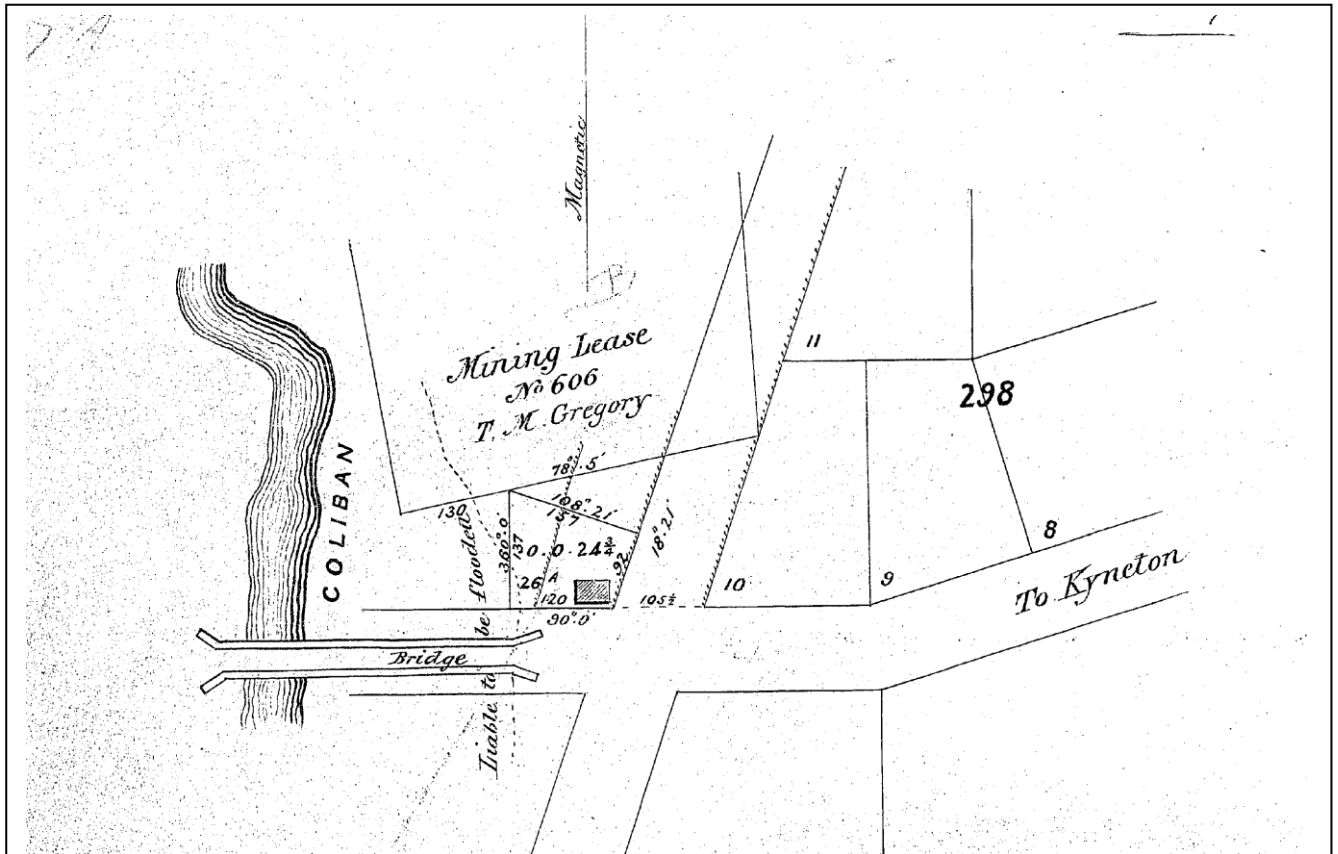 Magnetic
B
Mining Lease
No 606
T. M. Gregory
11
298
COLIBAN
78°.5'
130
108°.21'
157
360°.0'
137
0.0.24¾
92
18°.21'
26
A
120
90°.0'
105½
10
9
8
To Kyneton
Bridge
Liable to be flooded